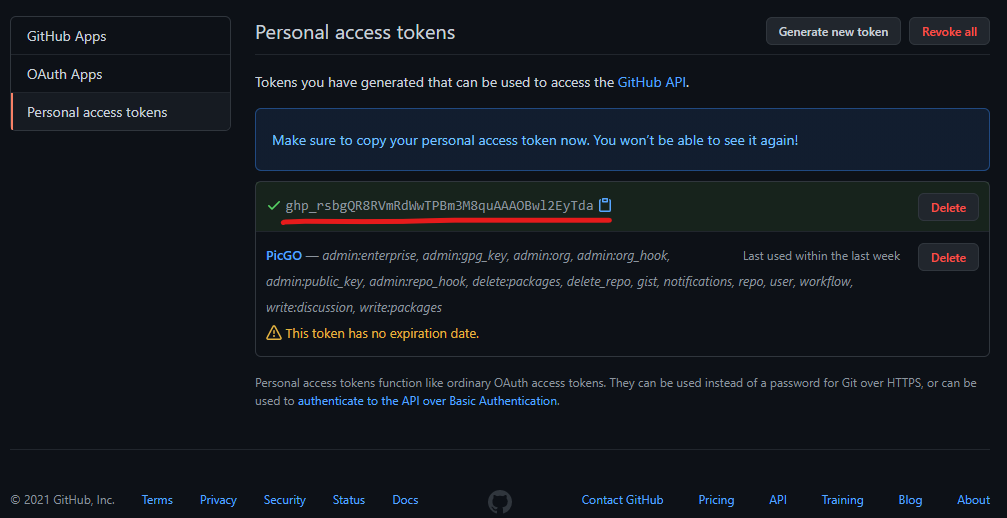 GitHub Apps
OAuth Apps
Personal access tokens
Personal access tokens
Generate new token
Revoke all
Tokens you have generated that can be used to access the GitHub API.
Make sure to copy your personal access token now. You won't be able to see it again!
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
Delete
PicGO — admin:enterprise, admin:gpg_key, admin:org, admin:org_hook,
Last used within the last week
Delete
admin:public_key, admin:repo_hook, delete:packages, delete_repo, gist, notifications, repo, user, workflow,
write:discussion, write:packages
This token has no expiration date.
Personal access tokens function like ordinary OAuth access tokens. They can be used instead of a password for Git over HTTPS, or can be
used to authenticate to the API over Basic Authentication.
© 2021 GitHub, Inc.
Terms
Privacy
Security
Status
Docs
Contact GitHub
Pricing
API
Training
Blog
About